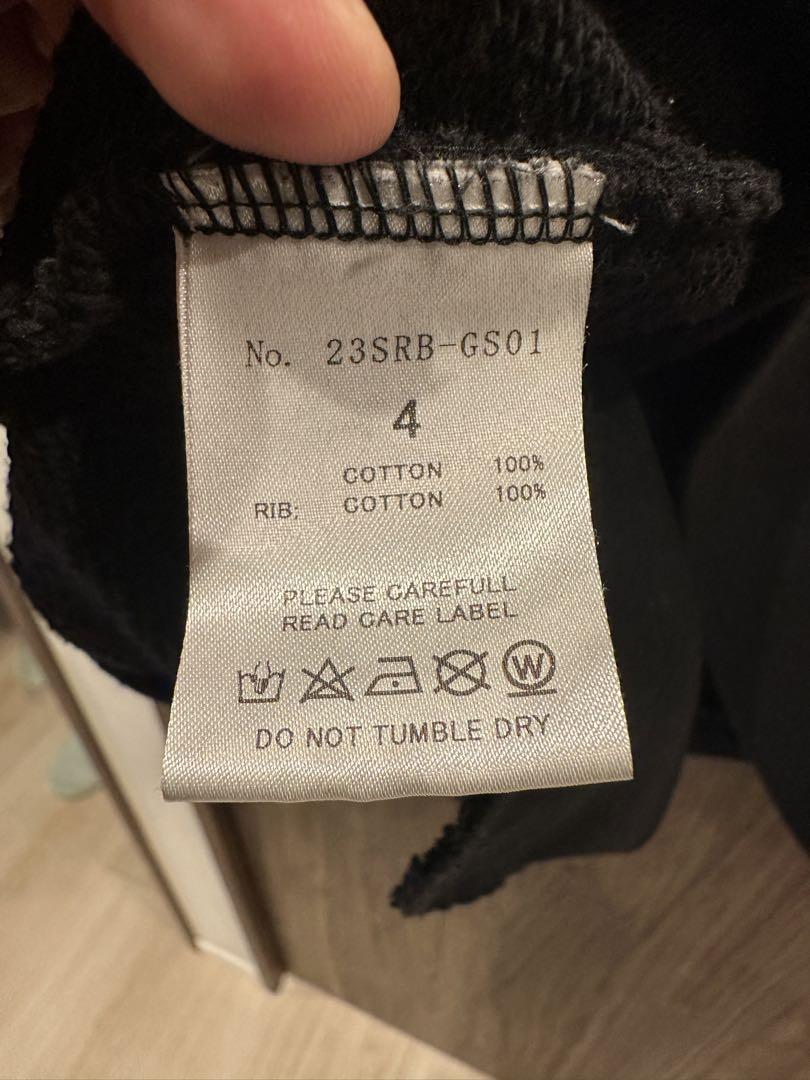 No. 23SRB-GS01
4
COTTON 100%
RIB: COTTON 100%
PLEASE CAREFULL
READ CARE LABEL
W
DO NOT TUMBLE DRY